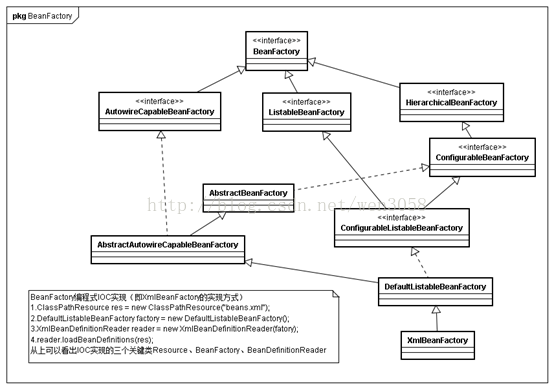 pkg BeanFactory
<<interface>>
BeanFactory
<<interface>>
AutowireCapableBeanFactory
<<interface>>
ListableBeanFactory
<<interface>>
HierarchicalBeanFactory
<<interface>>
ConfigurableBeanFactory
AbstractBeanFactory
http://blog.csdn.net/web3058
<<interface>>
ConfigurableListableBeanFactory
AbstractAutowireCapableBeanFactory
DefaultListableBeanFactory
XmlBeanFactory
BeanFactory编程式IOC实现（即XmlBeanFactory的实现方式）
1.ClassPathResource res = new ClassPathResource("beans.xml");
2.DefaultListableBeanFactory factory = new DefaultListableBeanFactory();
3.XmlBeanDefinitionReader reader = new XmlBeanDefinitionReader(fatory);
4.reader.loadBeanDefinitions(res);
从上可以看出IOC实现的三个关键类Resource、BeanFactory、BeanDefinitionReader